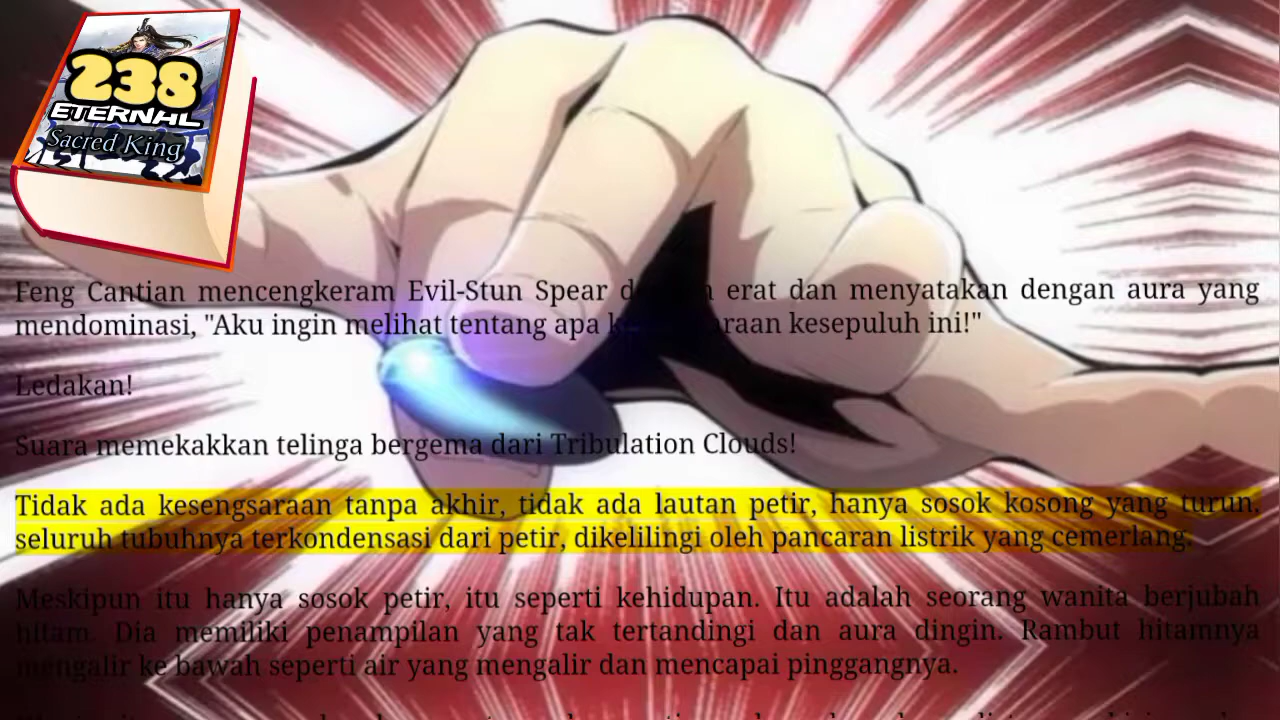 238
ETERNAL
Sacred King
Feng Cantian mencengkeram Evil-Stun Spear dengan erat dan menyatakan dengan aura yang
mendominasi, "Aku ingin melihat tentang apa kesengsaraan kesepuluh ini!"
Ledakan!
Suara memekakkan telinga bergema dari Tribulation Clouds!
Tidak ada kesengsaraan tanpa akhir, tidak ada lautan petir, hanya sosok kosong yang turun.
seluruh tubuhnya terkondensasi dari petir, dikelilingi oleh pancaran listrik yang cemerlang.
Meskipun itu hanya sosok petir, itu seperti kehidupan. Itu adalah seorang wanita berjubah
hitam. Dia memiliki penampilan yang tak tertandingi dan aura dingin. Rambut hitamnya
mengalir ke bawah seperti air yang mengalir dan mencapai pinggangnya.